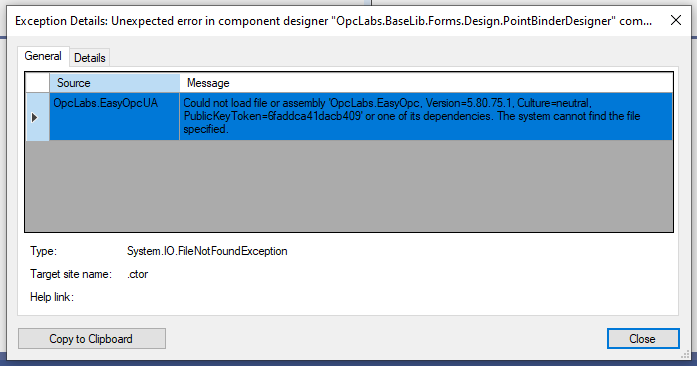 Exception Details: Unexpected error in component designer "OpcLabs.BaseLib.Forms.Design.PointBinderDesigner" com...
General
Details
Source
Message
OpcLabs.EasyOpcUA
Could not load file or assembly 'OpcLabs.EasyOpc, Version=5.80.75.1, Culture=neutral,
PublicKeyToken=6faddca41dacb409' or one of its dependencies. The system cannot find the file
specified.
Type:
System.IO.FileNotFoundException
Target site name:
.ctor
Help link:
Copy to Clipboard
Close